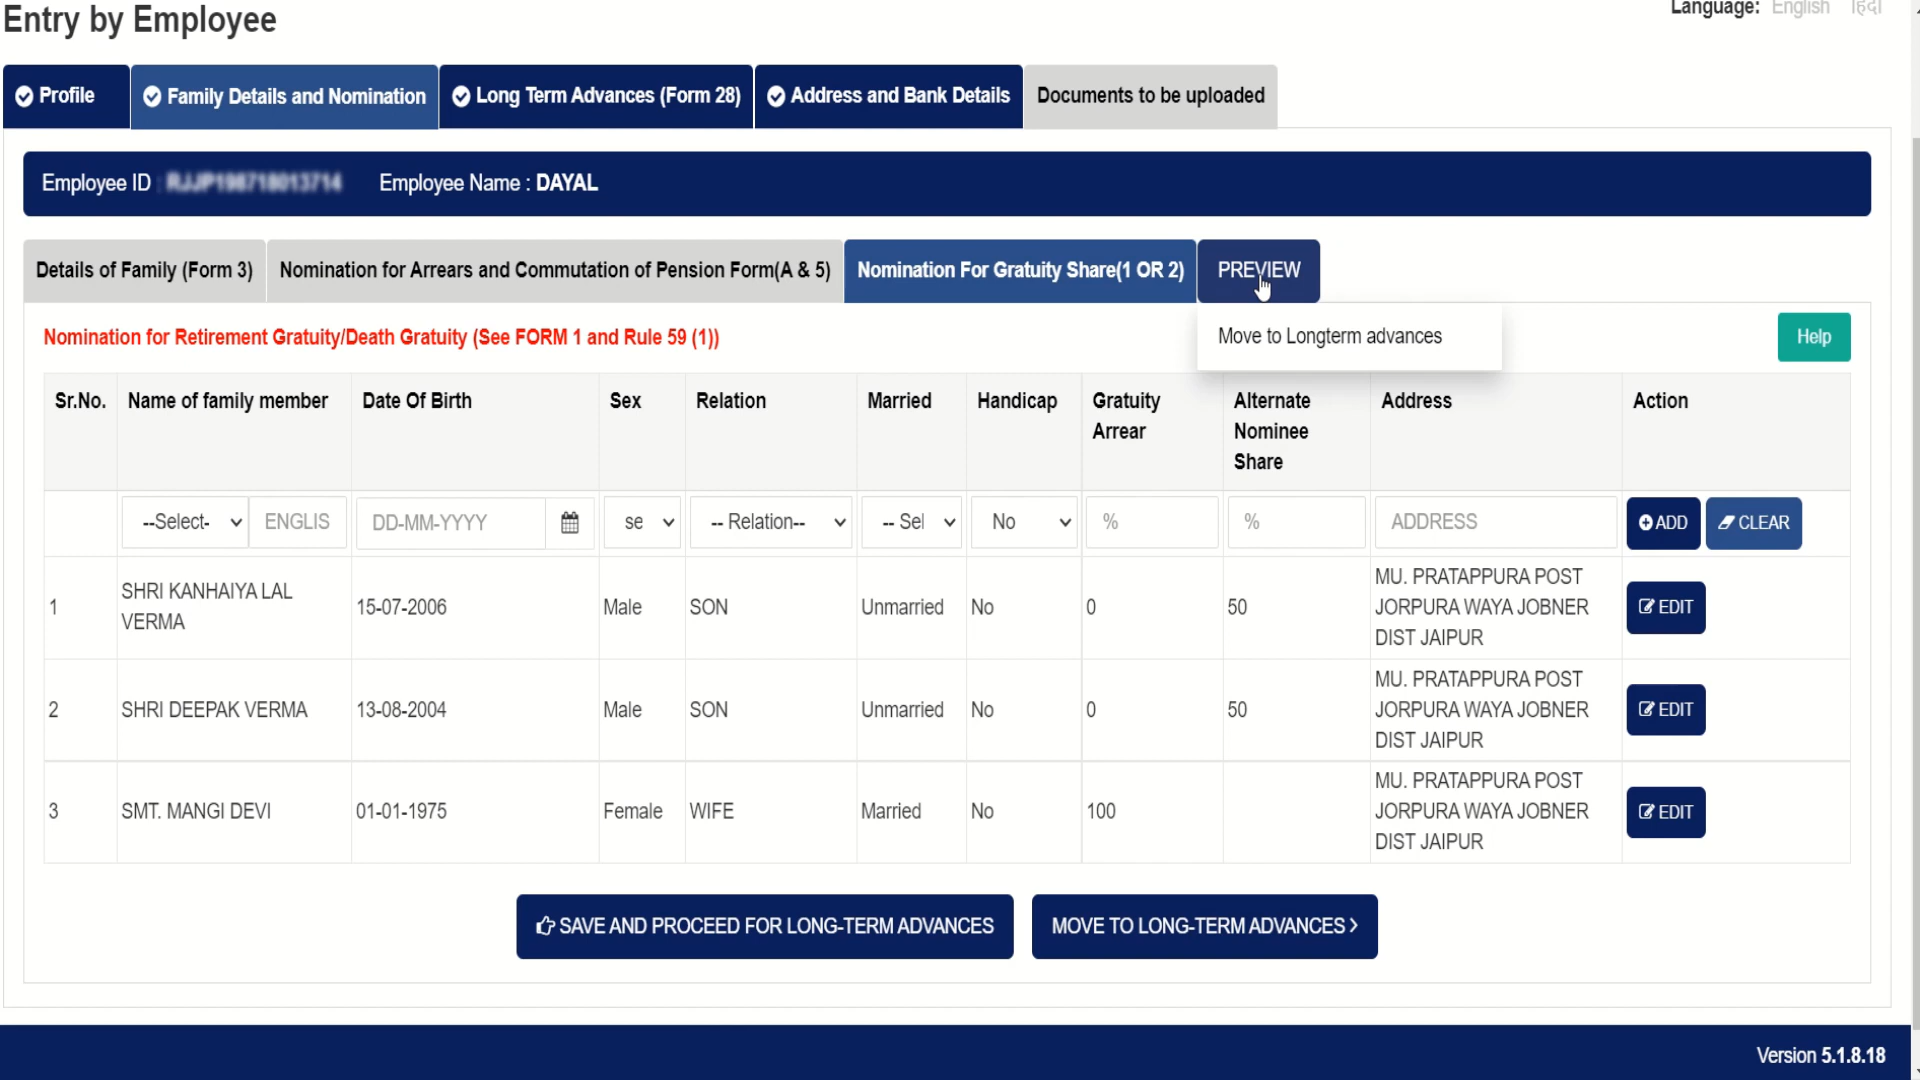 Entry by Employee
Language: English हिंदी
Profile
Family Details and Nomination
Long Term Advances (Form 28)
Address and Bank Details
Documents to be uploaded
Employee ID :
Employee Name : DAYAL
Details of Family (Form 3)
Nomination for Arrears and Commutation of Pension Form(A & 5)
Nomination For Gratuity Share(1 OR 2)
PREVIEW
Move to Longterm advances
Nomination for Retirement Gratuity/Death Gratuity (See FORM 1 and Rule 59 (1))
Help
Sr.No.
Name of family member
Date Of Birth
Sex
Relation
Married
Handicap
Gratuity
Arrear
Alternate
Nominee
Share
Address
Action
--Select-
ENGLIS
DD-MM-YYYY
se
-- Relation--
-- Sel
No
%
%
ADDRESS
ADD
CLEAR
1
SHRI KANHAIYA LAL
VERMA
15-07-2006
Male
SON
Unmarried
No
0
50
MU. PRATAPPURA POST
JORPURA WAYA JOBNER
DIST JAIPUR
EDIT
2
SHRI DEEPAK VERMA
13-08-2004
Male
SON
Unmarried
No
0
50
MU. PRATAPPURA POST
JORPURA WAYA JOBNER
DIST JAIPUR
EDIT
3
SMT. MANGI DEVI
01-01-1975
Female
WIFE
Married
No
100
MU. PRATAPPURA POST
JORPURA WAYA JOBNER
DIST JAIPUR
EDIT
SAVE AND PROCEED FOR LONG-TERM ADVANCES
MOVE TO LONG-TERM ADVANCES >
Version 5.1.8.18